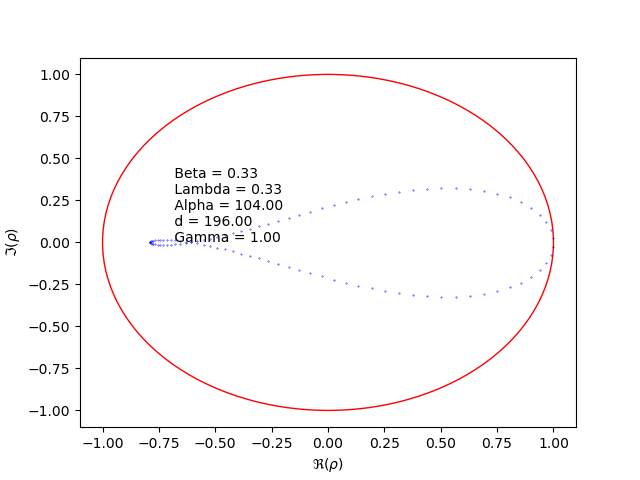 1.00
0.75
0.50
0.25
0.00
−0.25
−0.50
−0.75
−1.00
ℑ(ρ)
Beta = 0.33
Lambda = 0.33
Alpha = 104.00
d = 196.00
Gamma = 1.00
−1.00 −0.75 −0.50 −0.25 0.00 0.25 0.50 0.75 1.00
ℜ(ρ)